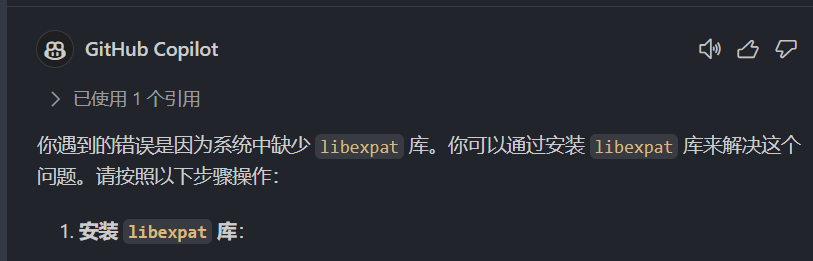 GitHub Copilot
已使用 1 个引用
你遇到的错误是因为系统中缺少 libexpat 库。你可以通过安装 libexpat 库来解决这个
问题。请按照以下步骤操作：
1. 安装 libexpat 库：